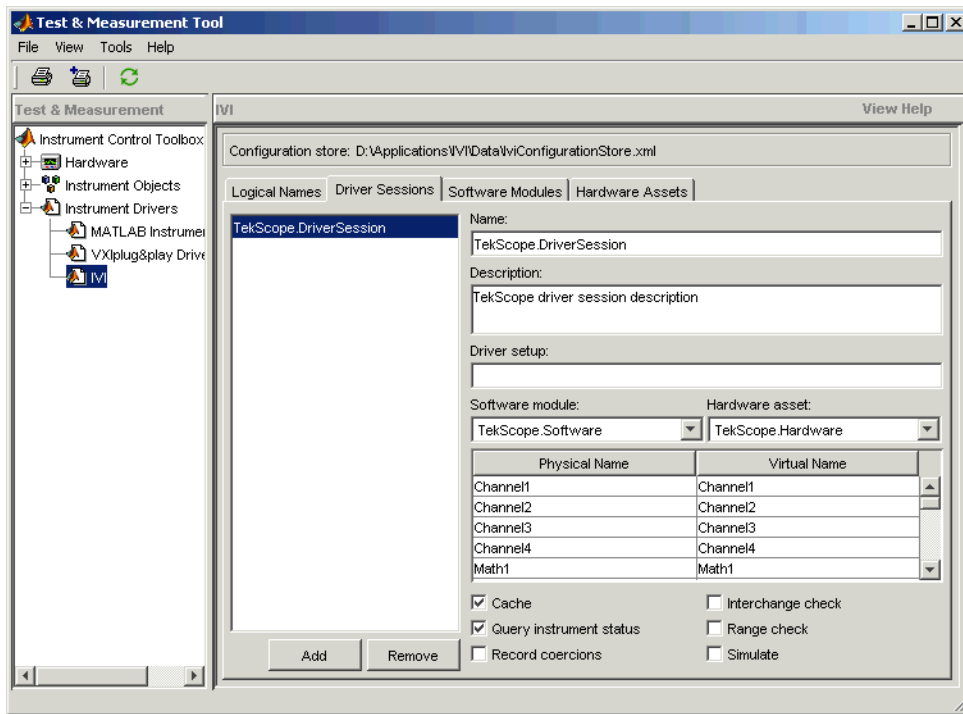 Test & Measurement Tool
File View Tools Help
Test & Measurement
Instrument Control Toolbox
Hardware
Instrument Objects
Instrument Drivers
MATLAB Instrumen
VXIplug&play Drive
IVI
IVI
View Help
Configuration store: D:\Applications\IVI\Data\IviConfigurationStore.xml
Logical Names Driver Sessions Software Modules Hardware Assets
TekScope.DriverSession
Name:
TekScope.DriverSession
Description:
TekScope driver session description
Driver setup:
Software module: Hardware asset:
TekScope.Software TekScope.Hardware
Physical Name Virtual Name
Channel1 Channel1
Channel2 Channel2
Channel3 Channel3
Channel4 Channel4
Math1 Math1
Cache Interchange check
Query instrument status Range check
Record coercions Simulate
Add Remove